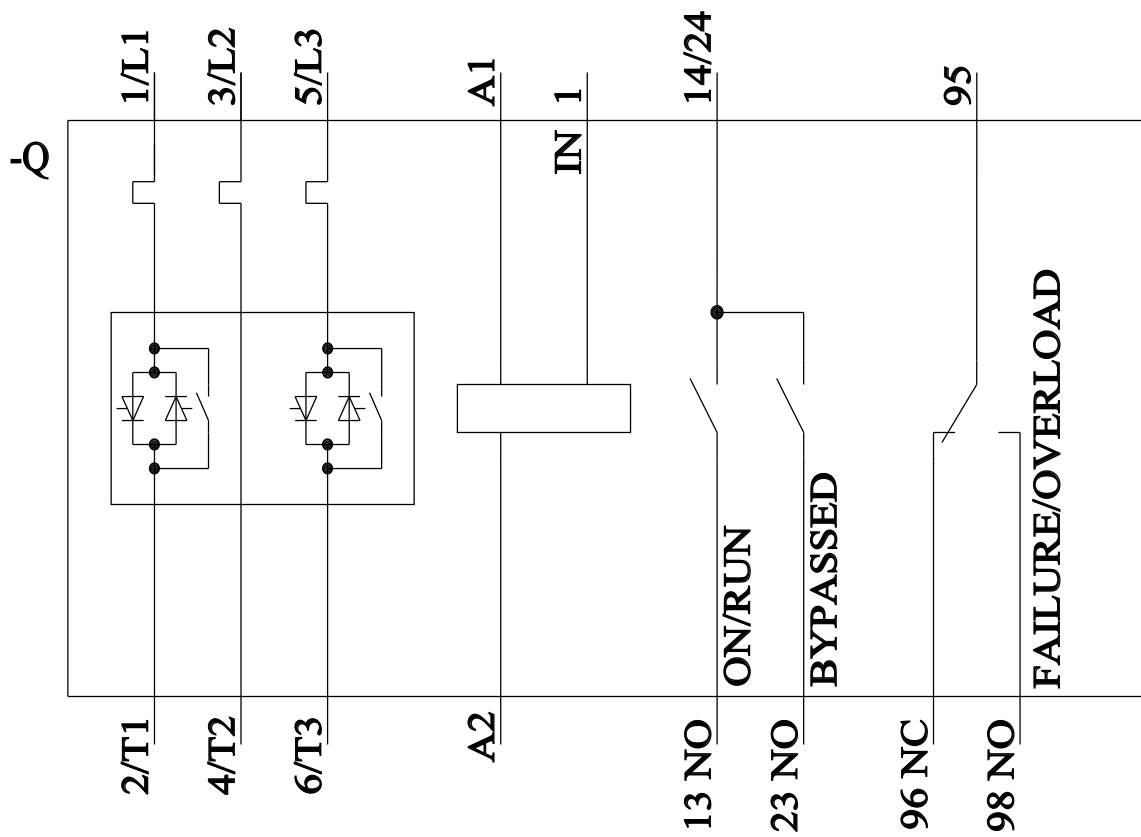 1/L1
3/L2
5/L3
A1
1
14/24
95
-Q
IN
ON/RUN
BYPASSED
FAILURE/OVERLOAD
2/T1
4/T2
6/T3
A2
13 NO
23 NO
96 NC
98 NO